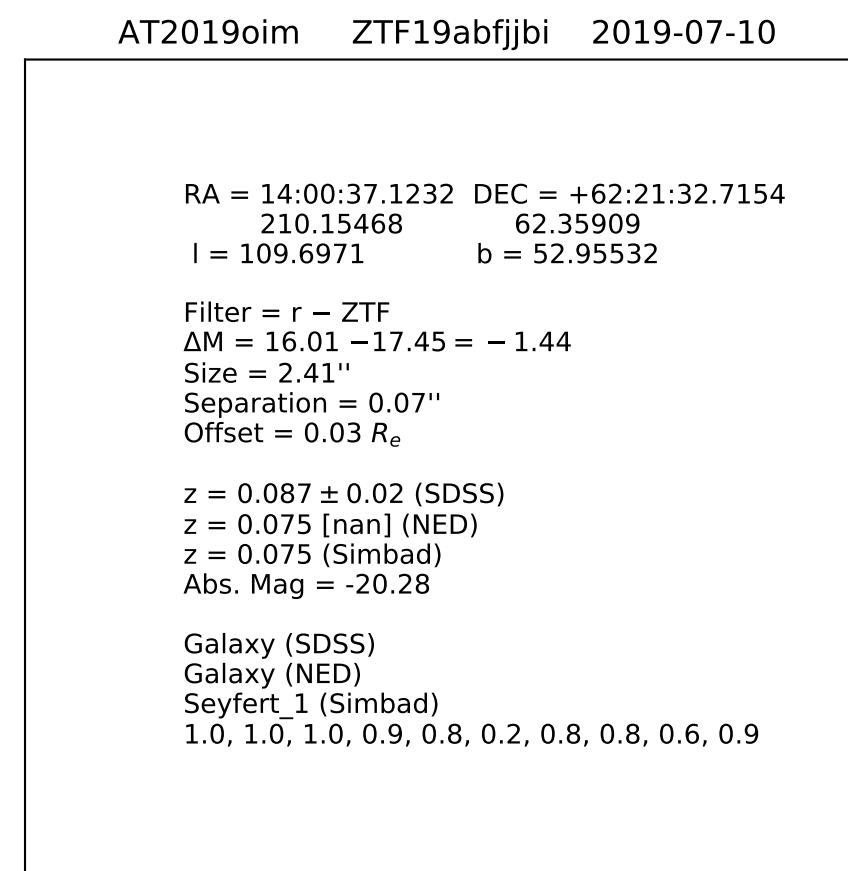 AT2019oim ZTF19abfjjbi 2019-07-10
RA = 14:00:37.1232 DEC = +62:21:32.7154
210.15468 62.35909
l = 109.6971 b = 52.95532
Filter = r − ZTF
ΔM = 16.01 −17.45 = − 1.44
Size = 2.41''
Separation = 0.07''
Offset = 0.03 Rₑ
z = 0.087 ± 0.02 (SDSS)
z = 0.075 [nan] (NED)
z = 0.075 (Simbad)
Abs. Mag = -20.28
Galaxy (SDSS)
Galaxy (NED)
Seyfert_1 (Simbad)
1.0, 1.0, 1.0, 0.9, 0.8, 0.2, 0.8, 0.8, 0.6, 0.9